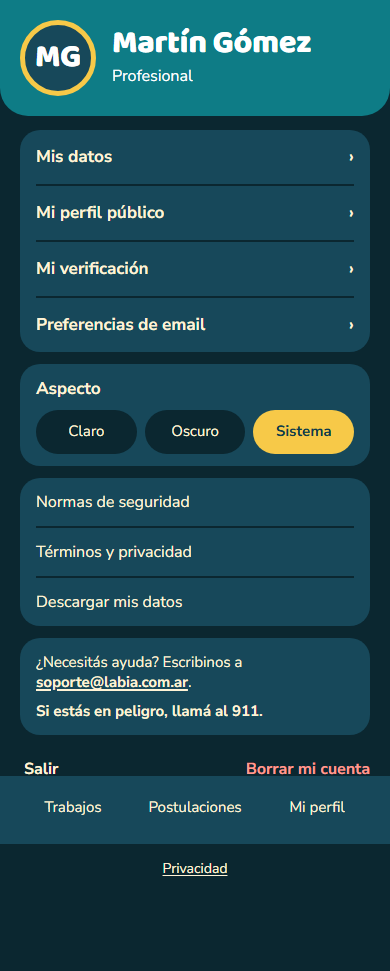 MG
Martín Gómez
Profesional
Mis datos ›
Mi perfil público ›
Mi verificación ›
Preferencias de email ›
Aspecto
Claro Oscuro Sistema
Normas de seguridad
Términos y privacidad
Descargar mis datos
¿Necesitás ayuda? Escribinos a
soporte@labia.com.ar.
Si estás en peligro, llamá al 911.
Salir Borrar mi cuenta
Trabajos Postulaciones Mi perfil
Privacidad